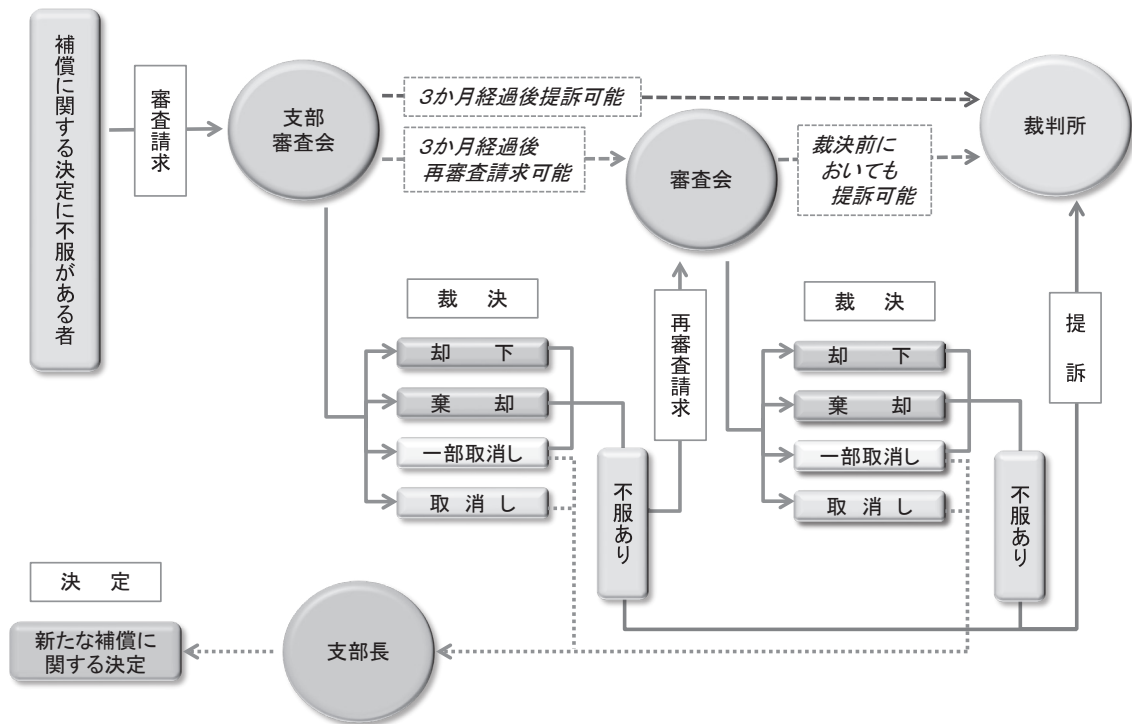 補償に関する決定に不服がある者
審査請求
支部
審査会
3か月経過後提訴可能
3か月経過後
再審査請求可能
審査会
裁決前に
おいても
提訴可能
裁判所
裁　決
却　下
棄　却
一部取消し
取 消 し
不服あり
再審査請求
裁　決
却　下
棄　却
一部取消し
取 消 し
不服あり
提　訴
決　定
新たな補償に
関する決定
支部長